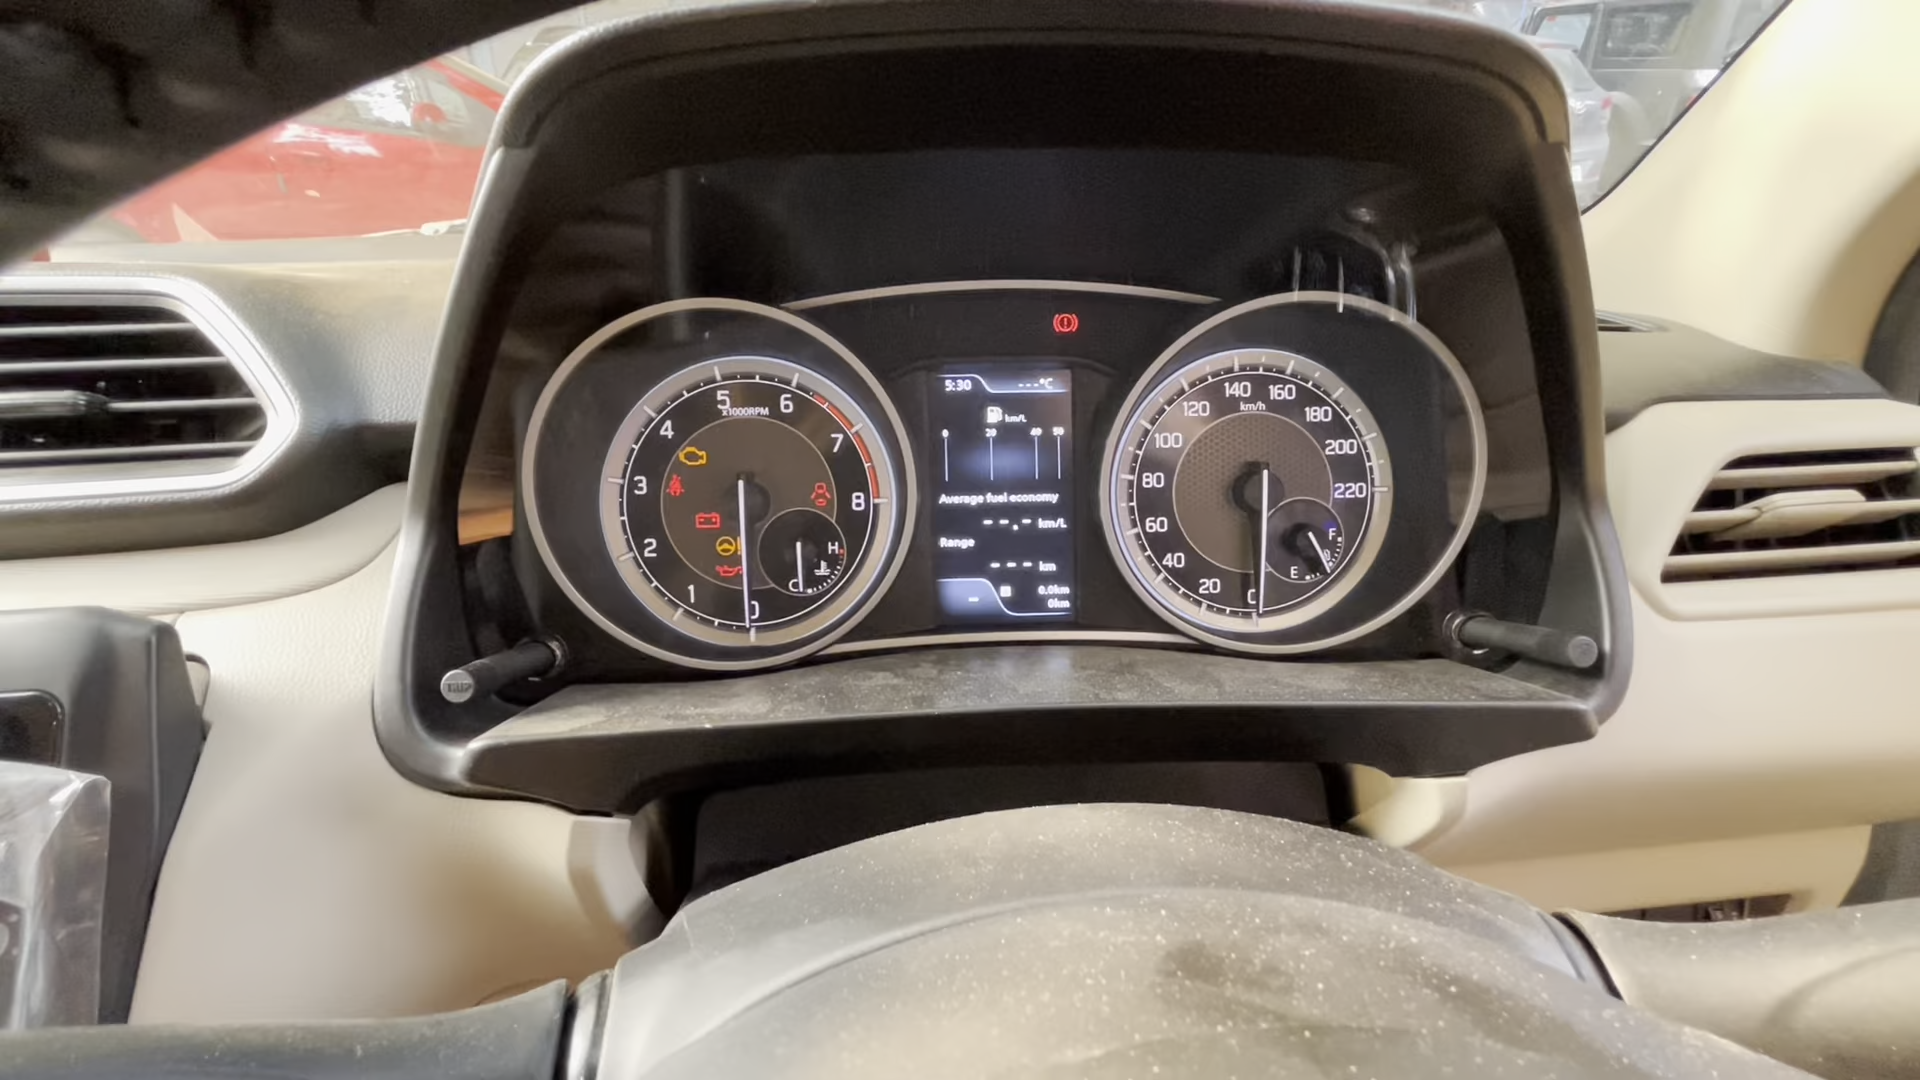 5:30 ---°C
km/L
0 20 40 50
Average fuel economy
--.- km/L
Range
--- km
-- 0.0km
0km
0 1 2 3 4 5 6 7 8
x1000RPM
H
C
0 20 40 60 80 100 120 140 160 180 200 220
km/h
F
E
TRIP